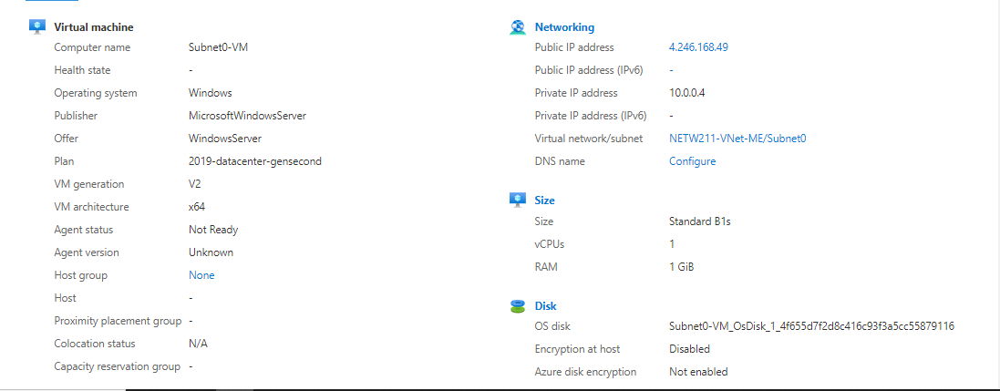 Virtual machine
Computer name Subnet0-VM
Health state -
Operating system Windows
Publisher MicrosoftWindowsServer
Offer WindowsServer
Plan 2019-datacenter-gensecond
VM generation V2
VM architecture x64
Agent status Not Ready
Agent version Unknown
Host group None
Host -
Proximity placement group -
Colocation status N/A
Capacity reservation group -
Networking
Public IP address 4.246.168.49
Public IP address (IPv6) -
Private IP address 10.0.0.4
Private IP address (IPv6) -
Virtual network/subnet NETW211-VNet-ME/Subnet0
DNS name Configure
Size
Size Standard B1s
vCPUs 1
RAM 1 GiB
Disk
OS disk Subnet0-VM_OsDisk_1_4f655d7f2d8c416c93f3a5cc55879116
Encryption at host Disabled
Azure disk encryption Not enabled